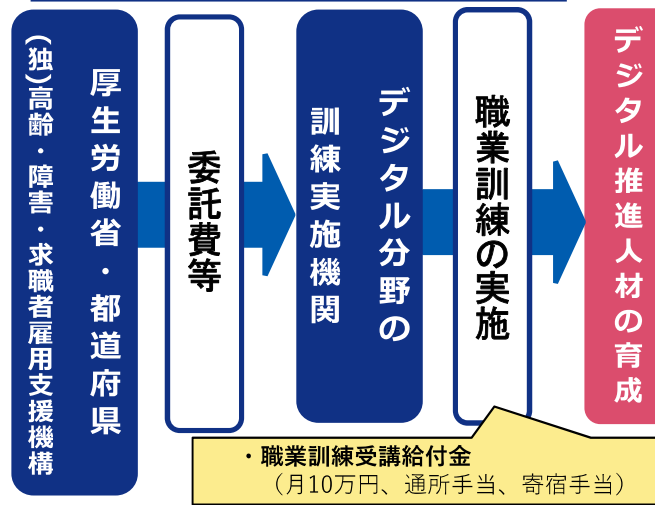 厚生労働省・都道府県
(独)高齢・障害・求職者雇用支援機構
委託費等
デジタル分野の
訓練実施機関
職業訓練の実施
デジタル推進人材の育成
・職業訓練受講給付金
（月10万円、通所手当、寄宿手当）